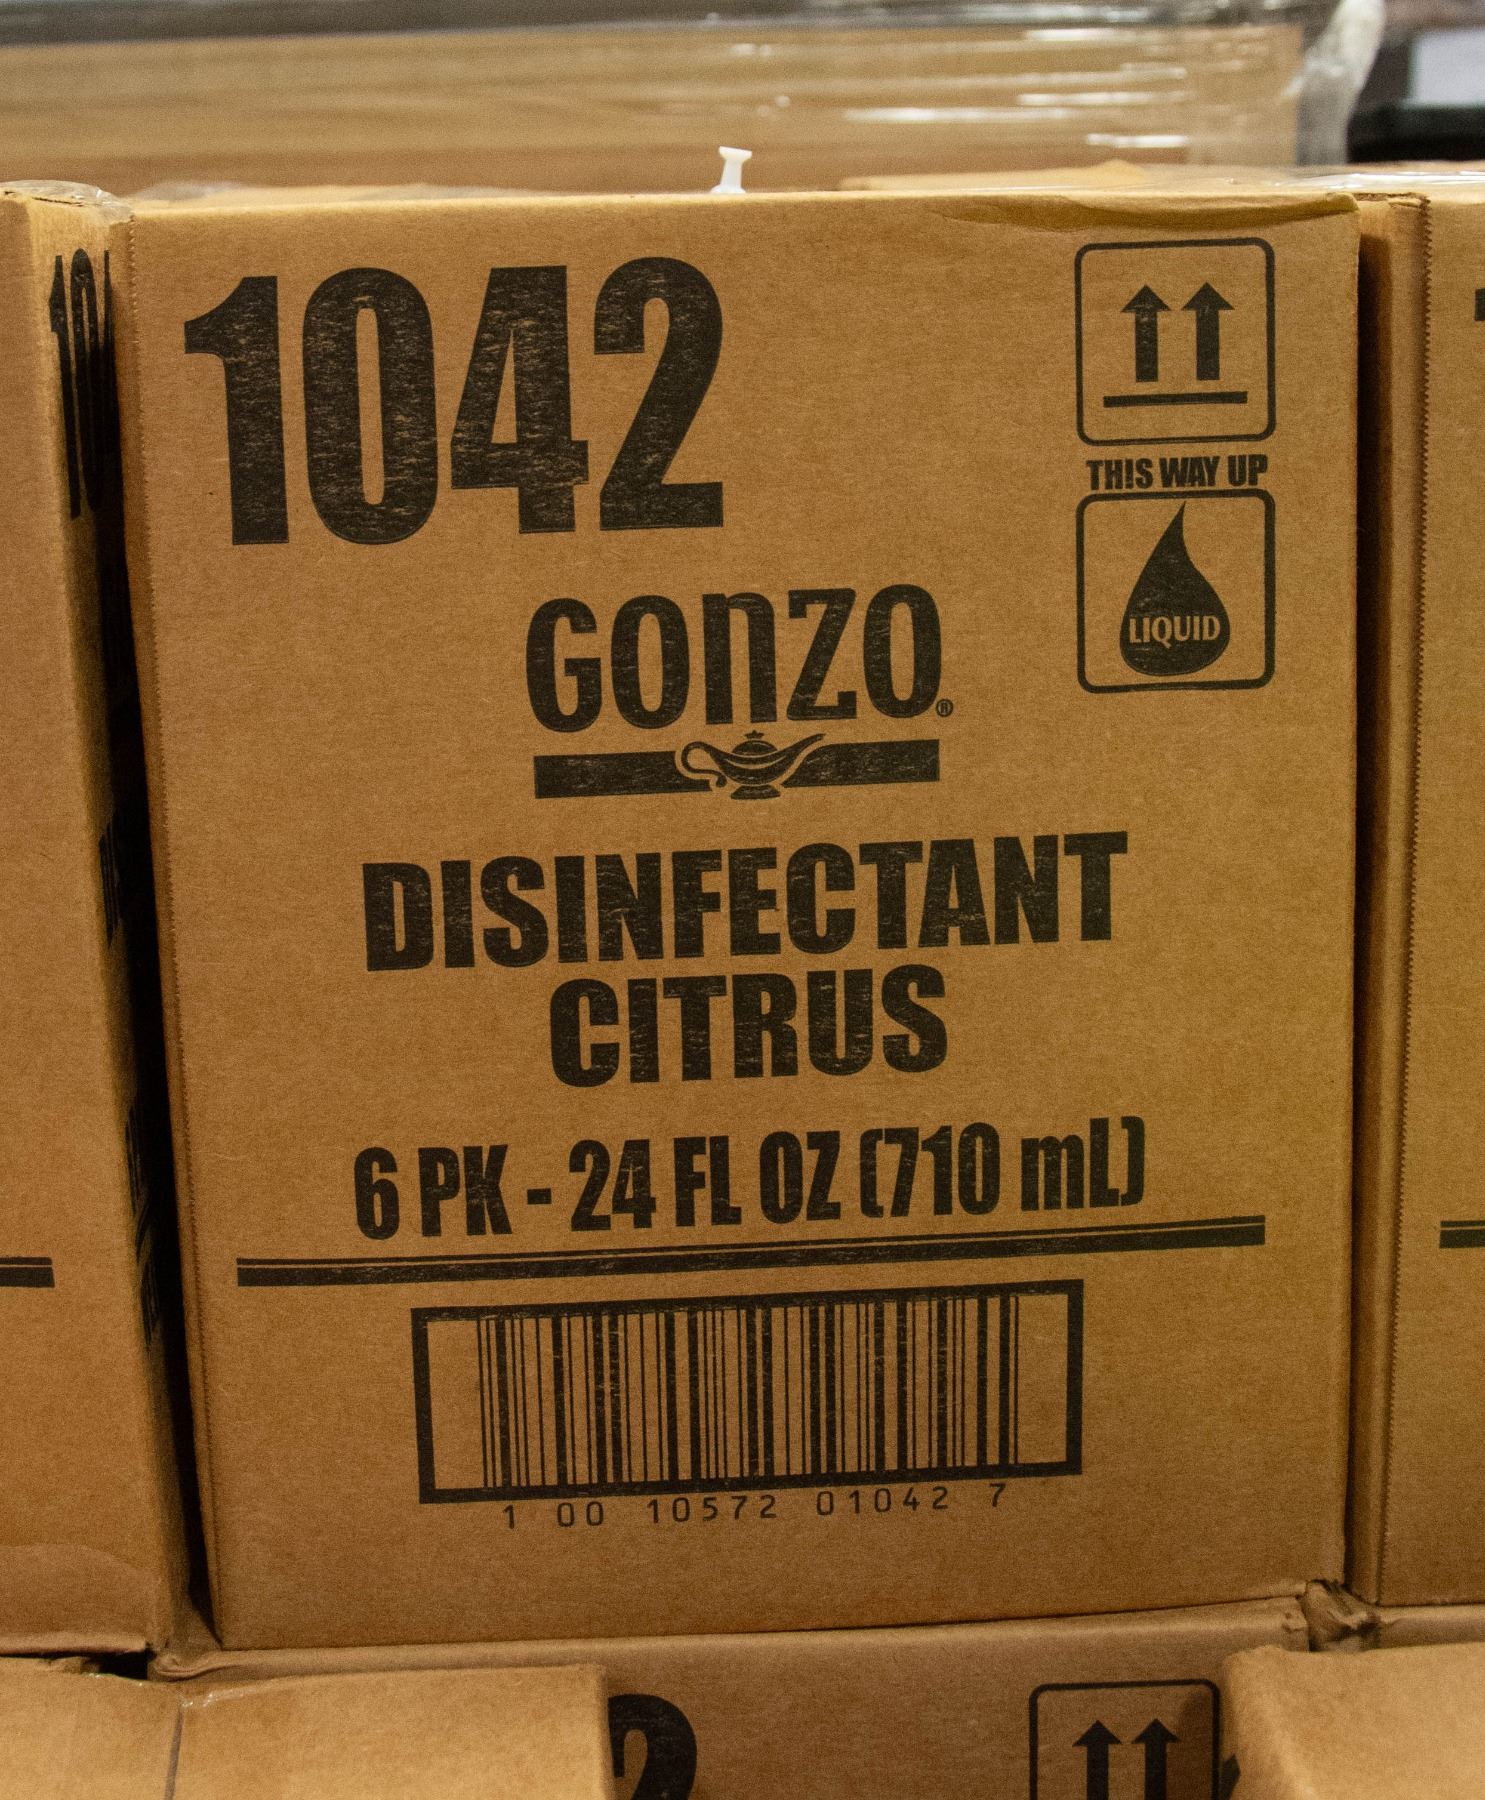 1042
THIS WAY UP
LIQUID
GONZO®
DISINFECTANT
CITRUS
6 PK - 24 FL OZ (710 mL)
1 00 10572 01042 7
2